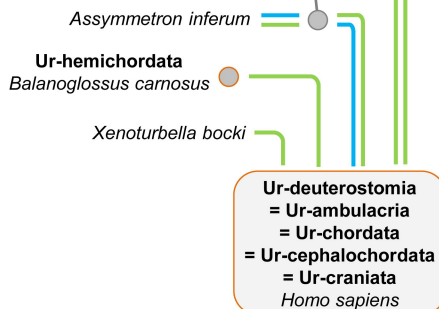 Assymmetron inferum
Ur-hemichordata
Balanoglossus carnosus
Xenoturbella bocki
Ur-deuterostomia
= Ur-ambulacria
= Ur-chordata
= Ur-cephalochordata
= Ur-craniata
Homo sapiens